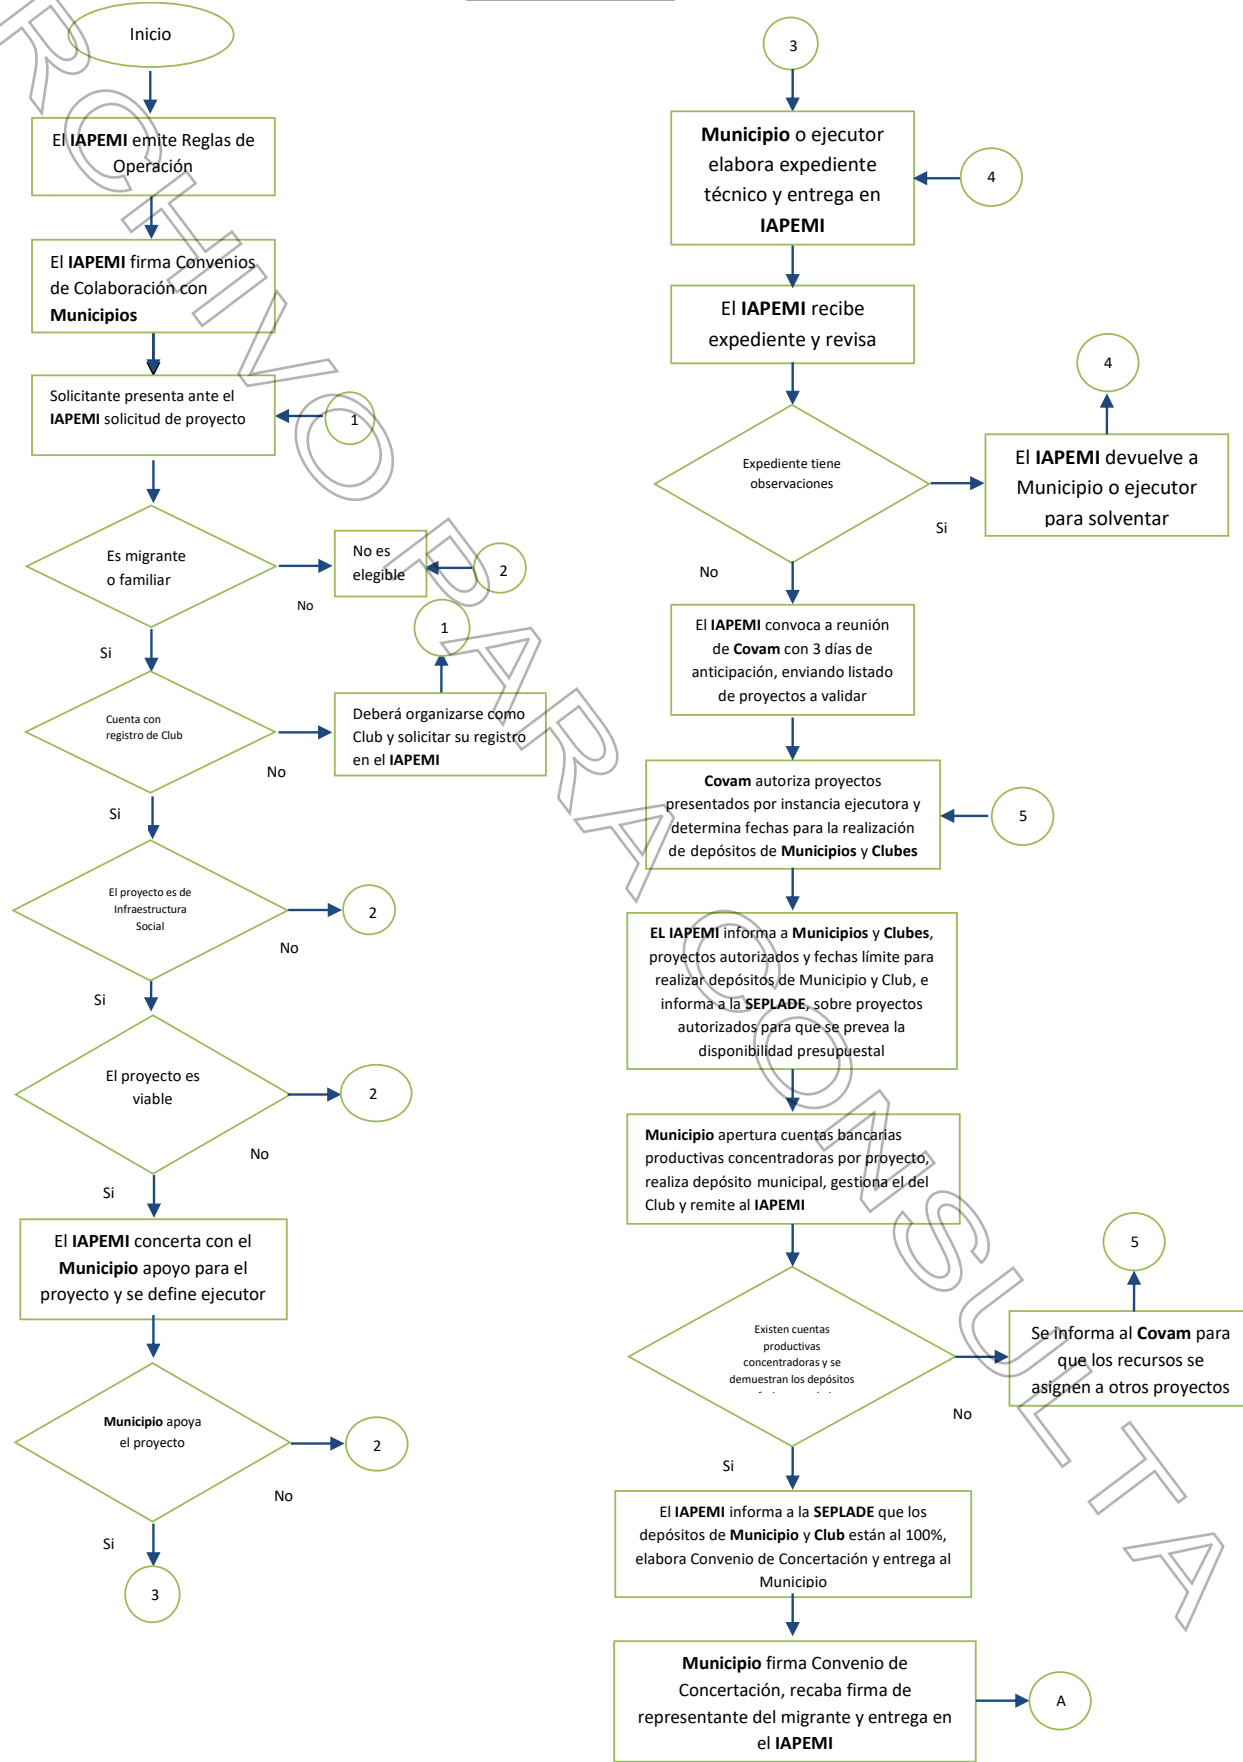 Inicio
El IAPEMI emite Reglas de
Operación
El IAPEMI firma Convenios
de Colaboración con
Municipios
Solicitante presenta ante el
IAPEMI solicitud de proyecto
1
Es migrante
o familiar
No
No es
elegible
2
1
Si
Cuenta con
registro de Club
No
Deberá organizarse como
Club y solicitar su registro
en el IAPEMI
Si
El proyecto es de
Infraestructura
Social
No
2
Si
El proyecto es
viable
No
2
Si
El IAPEMI concerta con el
Municipio apoyo para el
proyecto y se define ejecutor
Municipio apoya
el proyecto
No
2
Si
3
3
Municipio o ejecutor
elabora expediente
técnico y entrega en
IAPEMI
4
El IAPEMI recibe
expediente y revisa
Expediente tiene
observaciones
Si
El IAPEMI devuelve a
Municipio o ejecutor
para solventar
4
No
El IAPEMI convoca a reunión
de Covam con 3 días de
anticipación, enviando listado
de proyectos a validar
Covam autoriza proyectos
presentados por instancia ejecutora y
determina fechas para la realización
de depósitos de Municipios y Clubes
5
EL IAPEMI informa a Municipios y Clubes,
proyectos autorizados y fechas límite para
realizar depósitos de Municipio y Club, e
informa a la SEPLADE, sobre proyectos
autorizados para que se prevea la
disponibilidad presupuestal
Municipio apertura cuentas bancarias
productivas concentradoras por proyecto,
realiza depósito municipal, gestiona el del
Club y remite al IAPEMI
Existen cuentas
productivas
concentradoras y se
demuestran los depósitos
No
Se informa al Covam para
que los recursos se
asignen a otros proyectos
5
Si
El IAPEMI informa a la SEPLADE que los
depósitos de Municipio y Club están al 100%,
elabora Convenio de Concertación y entrega al
Municipio
Municipio firma Convenio de
Concertación, recaba firma de
representante del migrante y entrega en
el IAPEMI
A
RCHIVO PARA CONSULTA